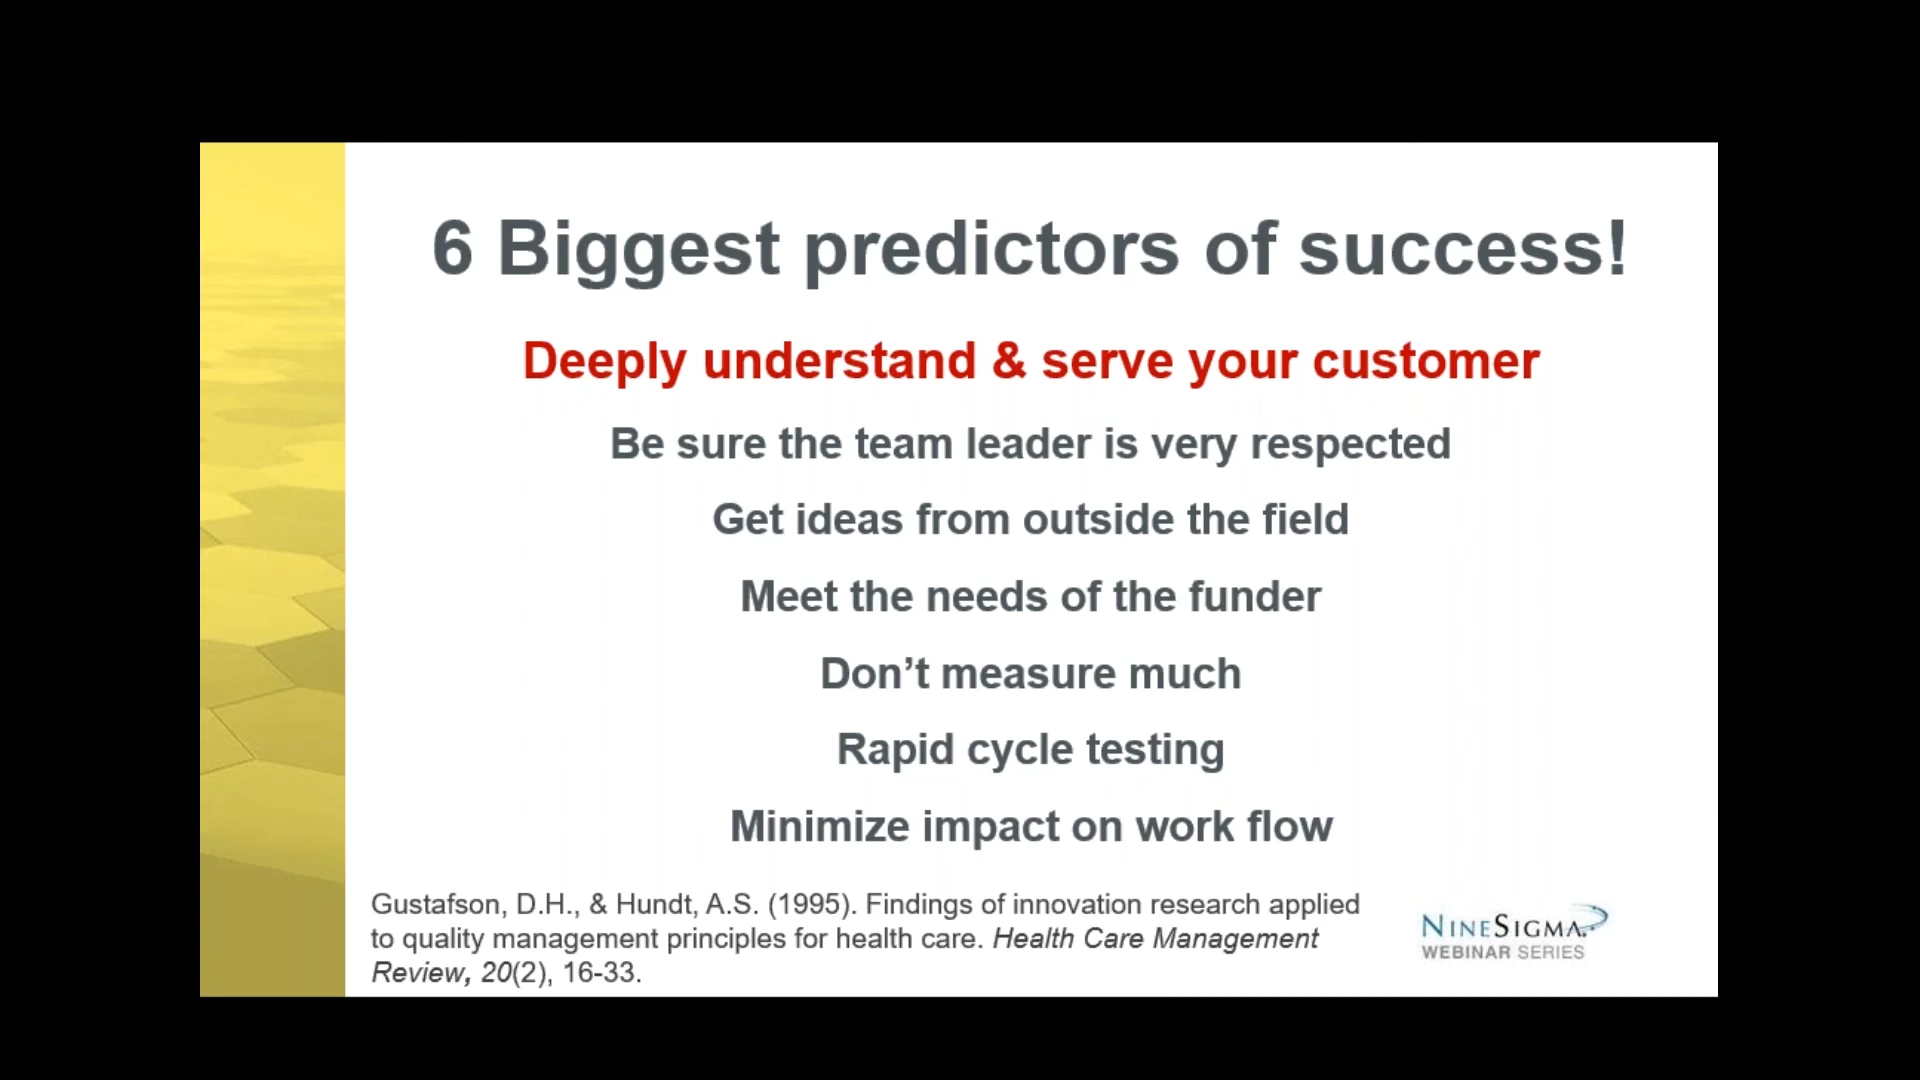 6 Biggest predictors of success!
Deeply understand & serve your customer
Be sure the team leader is very respected
Get ideas from outside the field
Meet the needs of the funder
Don’t measure much
Rapid cycle testing
Minimize impact on work flow
Gustafson, D.H., & Hundt, A.S. (1995). Findings of innovation research applied
to quality management principles for health care. Health Care Management
Review, 20(2), 16-33.
NINESIGMA
WEBINAR SERIES